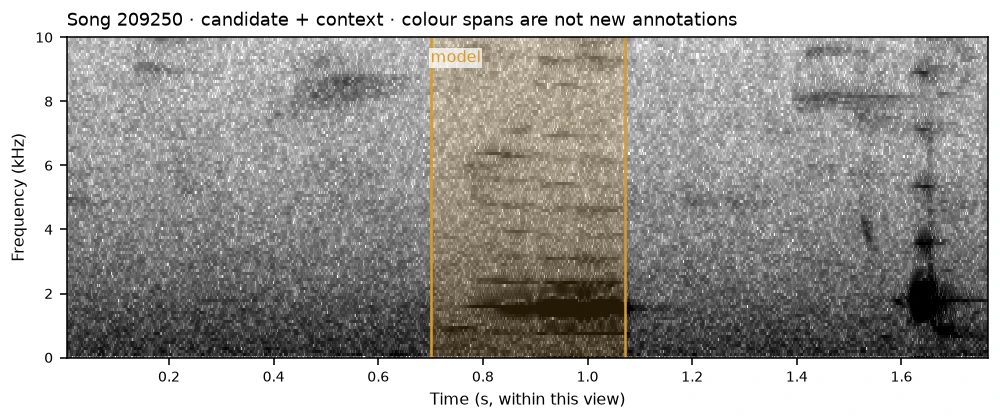 Song 209250 · candidate + context · colour spans are not new annotations
model
Frequency (kHz)
10
8
6
4
2
0
0.2 0.4 0.6 0.8 1.0 1.2 1.4 1.6
Time (s, within this view)